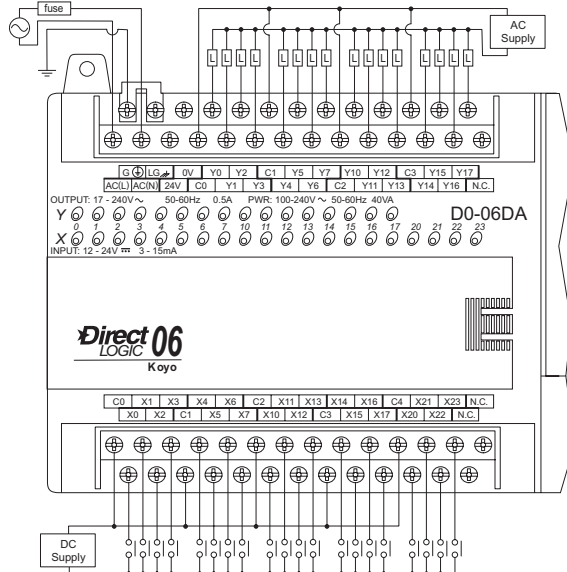 fuse
AC
Supply
L L L L L L L L L L L L
G LG 0V Y0 Y2 C1 Y5 Y7 Y10 Y12 C3 Y15 Y17
AC(L) AC(N) 24V C0 Y1 Y3 Y4 Y6 C2 Y11 Y13 Y14 Y16 N.C.
OUTPUT: 17 - 240V ~ 50-60Hz 0.5A PWR: 100-240V ~ 50-60Hz 40VA
Y
D0-06DA
0 1 2 3 4 5 6 7 10 11 12 13 14 15 16 17 20 21 22 23
X
INPUT: 12 - 24V ⎓ 3 - 15mA
Direct
LOGIC 06
Koyo
C0 X1 X3 X4 X6 C2 X11 X13 X14 X16 C4 X21 X23 N.C.
X0 X2 C1 X5 X7 X10 X12 C3 X15 X17 X20 X22 N.C.
DC
Supply